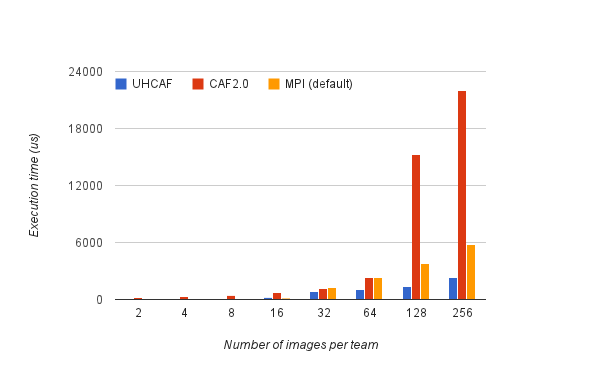 24000
UHCAF CAF2.0 MPI (default)
18000
12000
6000
0
Execution time (us)
2 4 8 16 32 64 128 256
Number of images per team